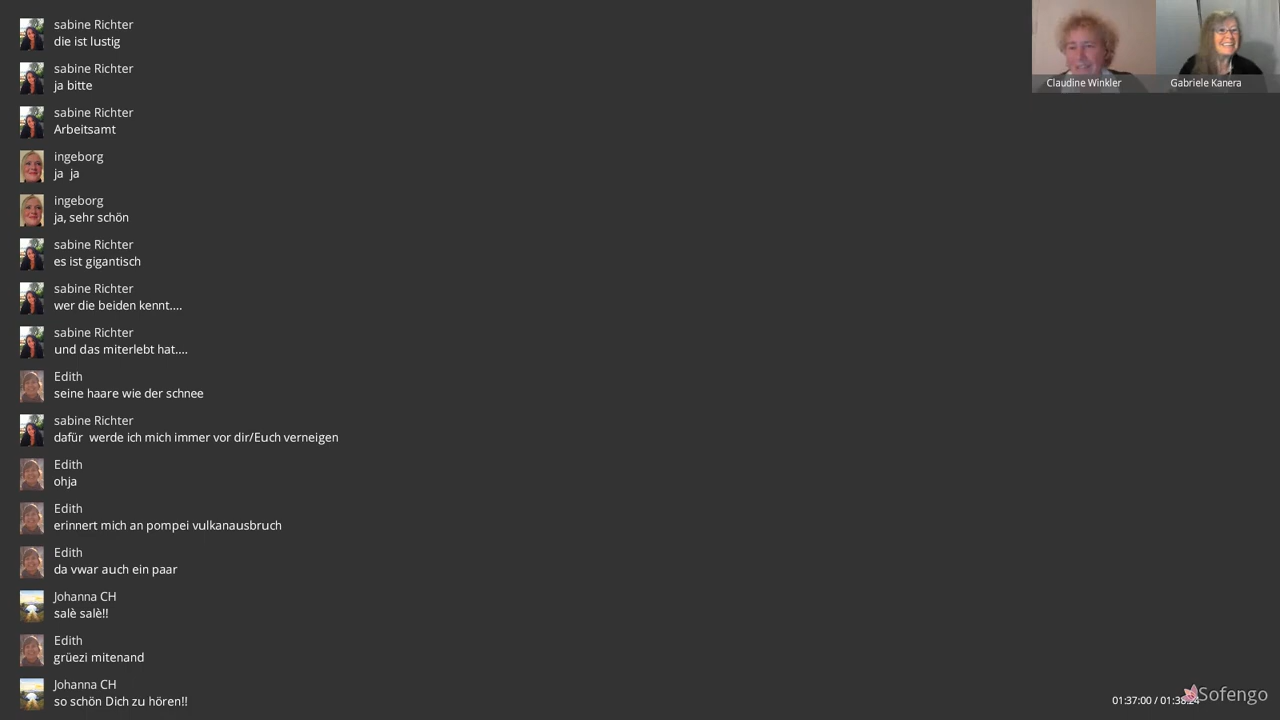 sabine Richter
die ist lustig
sabine Richter
ja bitte
sabine Richter
Arbeitsamt
ingeborg
ja  ja
ingeborg
ja, sehr schön
sabine Richter
es ist gigantisch
sabine Richter
wer die beiden kennt....
sabine Richter
und das miterlebt hat....
Edith
seine haare wie der schnee
sabine Richter
dafür  werde ich mich immer vor dir/Euch verneigen
Edith
ohja
Edith
erinnert mich an pompei vulkanausbruch
Edith
da vwar auch ein paar
Johanna CH
salè salè!!
Edith
grüezi mitenand
Johanna CH
so schön Dich zu hören!!
Claudine Winkler
Gabriele Kanera
01:37:00 / 01:38:24
Sofengo